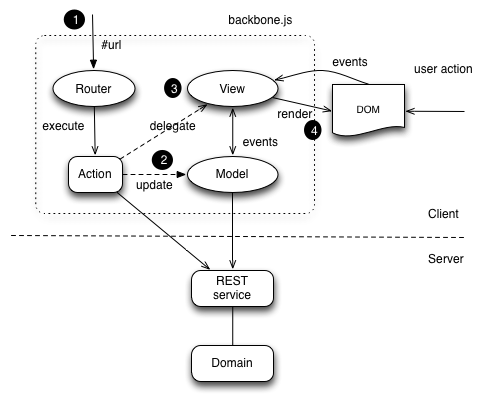 1
backbone.js
#url
events
user action
Router
3
View
DOM
render
4
execute
delegate
events
2
Action
update
Model
Client
Server
REST
service
Domain